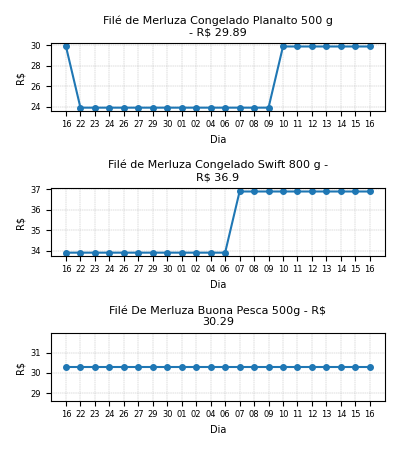 Filé de Merluza Congelado Planalto 500 g
- R$ 29.89
30
28
26
24
R$
16 22 23 24 26 27 29 30 01 02 04 06 07 08 09 10 11 12 13 14 15 16
Dia
Filé de Merluza Congelado Swift 800 g -
R$ 36.9
37
36
35
34
R$
16 22 23 24 26 27 29 30 01 02 04 06 07 08 09 10 11 12 13 14 15 16
Dia
Filé De Merluza Buona Pesca 500g - R$
30.29
31
30
29
R$
16 22 23 24 26 27 29 30 01 02 04 06 07 08 09 10 11 12 13 14 15 16
Dia